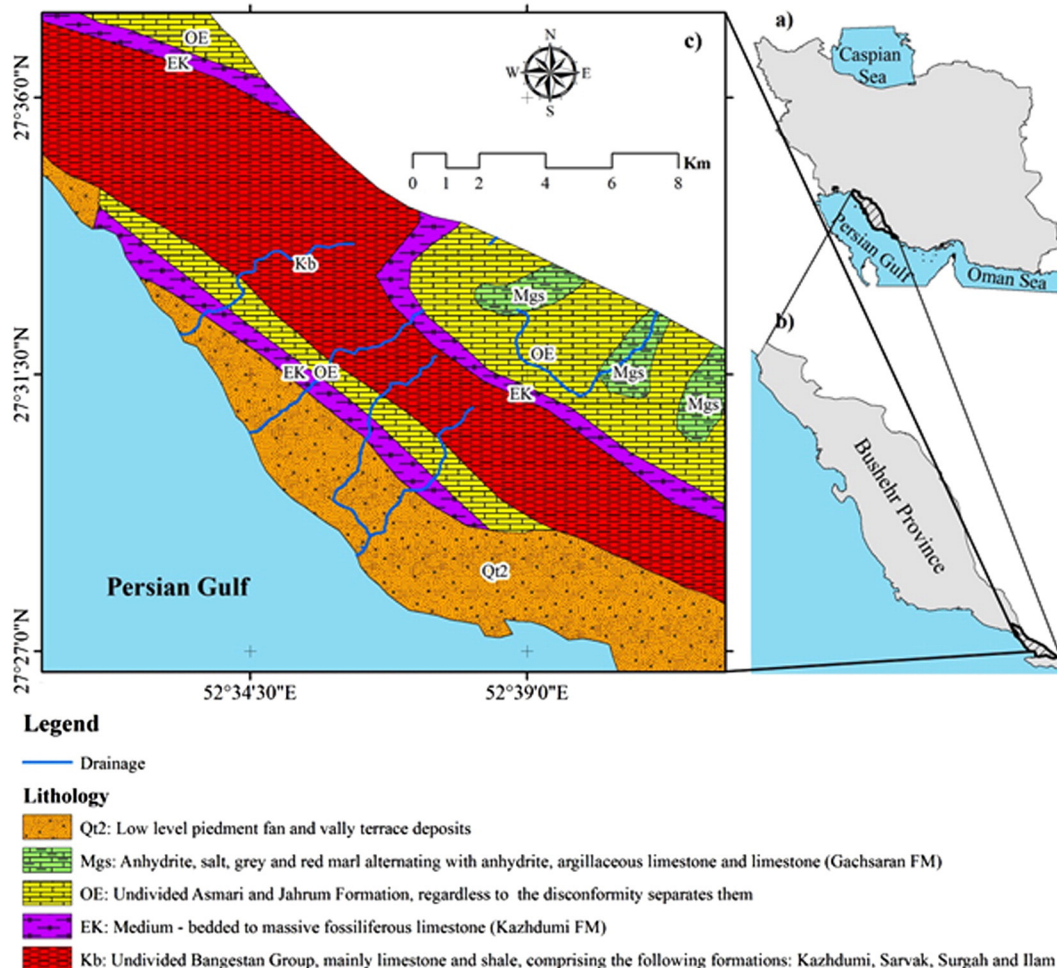 c)
N
W E
S
Km
0 1 2 4 6 8
OE
EK
Kb
Mgs
OE
Mgs
Mgs
EK
EK OE
Qt2
Persian Gulf
27°36'0"N
27°31'30"N
27°27'0"N
52°34'30"E 52°39'0"E
a)
Caspian
Sea
Persian Gulf
Oman Sea
b)
Bushehr Province
Legend
Drainage
Lithology
Qt2: Low level piedment fan and vally terrace deposits
Mgs: Anhydrite, salt, grey and red marl alternating with anhydrite, argillaceous limestone and limestone (Gachsaran FM)
OE: Undivided Asmari and Jahrum Formation, regardless to the disconformity separates them
EK: Medium - bedded to massive fossiliferous limestone (Kazhdumi FM)
Kb: Undivided Bangestan Group, mainly limestone and shale, comprising the following formations: Kazhdumi, Sarvak, Surgah and Ilam